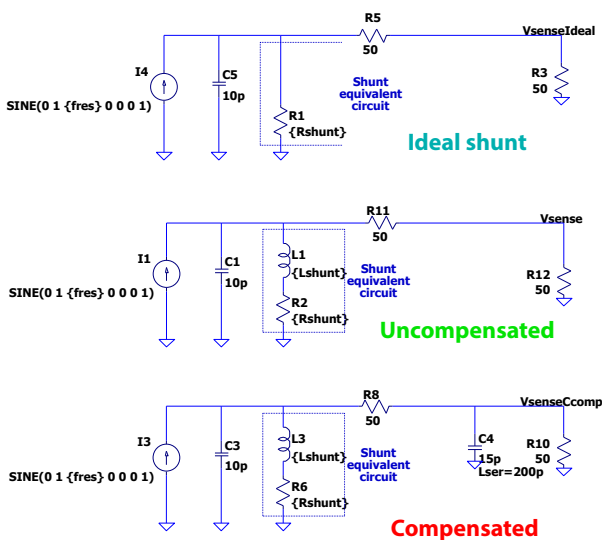 R5
50
VsenseIdeal
I4
SINE(0 1 {fres} 0 0 0 1)
C5
10p
Shunt
equivalent
circuit
R1
{Rshunt}
R3
50
Ideal shunt
R11
50
Vsense
I1
SINE(0 1 {fres} 0 0 0 1)
C1
10p
L1
{Lshunt}
R2
{Rshunt}
Shunt
equivalent
circuit
R12
50
Uncompensated
R8
50
VsenseCcomp
I3
SINE(0 1 {fres} 0 0 0 1)
C3
10p
L3
{Lshunt}
R6
{Rshunt}
Shunt
equivalent
circuit
C4
15p
Lser=200p
R10
50
Compensated